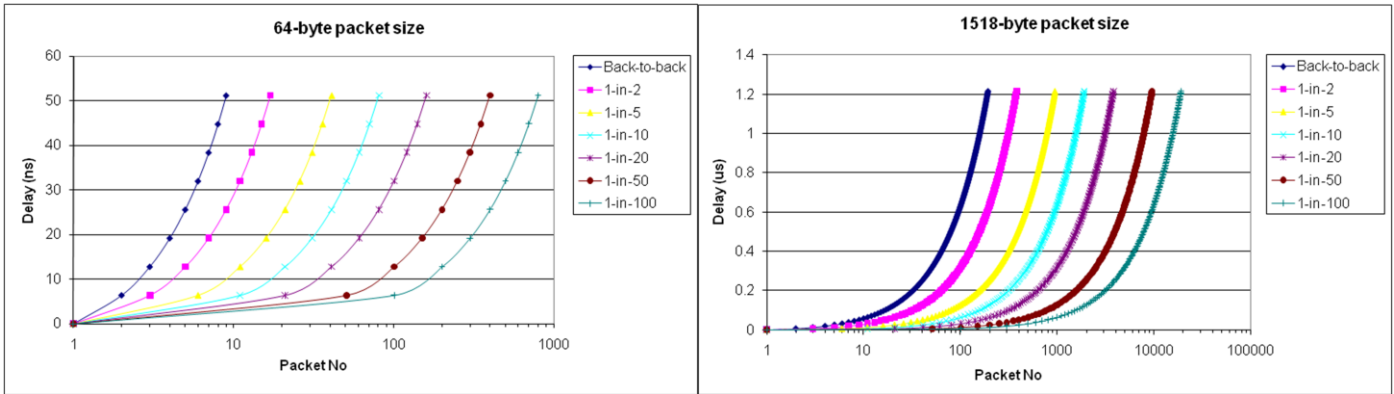 64-byte packet size
60
50
40
30
20
10
0
Delay (ns)
1
10
100
1000
Packet No
Back-to-back
1-in-2
1-in-5
1-in-10
1-in-20
1-in-50
1-in-100
1518-byte packet size
1.4
1.2
1
0.8
0.6
0.4
0.2
0
Delay (us)
1
10
100
1000
10000
100000
Packet No
Back-to-back
1-in-2
1-in-5
1-in-10
1-in-20
1-in-50
1-in-100